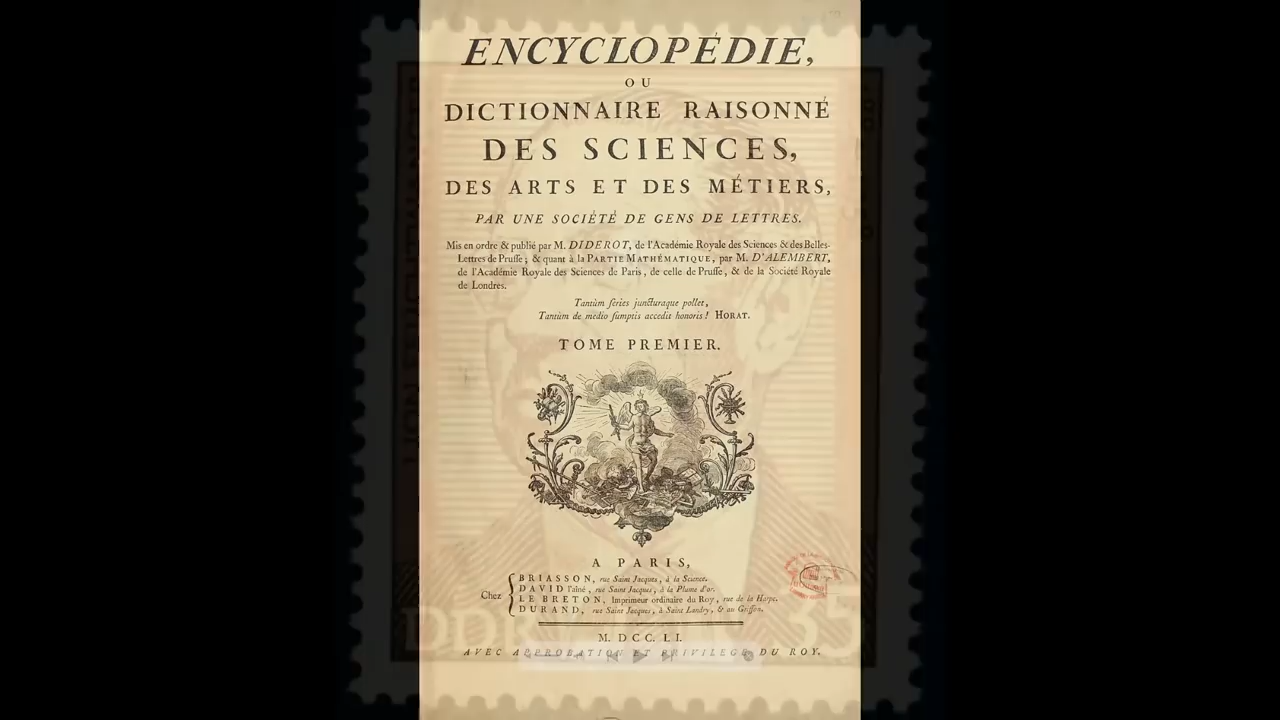 ENCYCLOPÉDIE,
OU
DICTIONNAIRE RAISONNÉ
DES SCIENCES,
DES ARTS ET DES MÉTIERS,
PAR UNE SOCIÉTÉ DE GENS DE LETTRES.
Mis en ordre & publié par M. DIDEROT, de l'Académie Royale des Sciences & des Belles-
Lettres de Prusse ; & quant à la PARTIE MATHÉMATIQUE, par M. D'ALEMBERT,
de l'Académie Royale des Sciences de Paris, de celle de Prusse, & de la Société Royale
de Londres.
Tantùm series juncturaque pollet,
Tantùm de medio sumptis accedit honoris ! HORAT.
TOME PREMIER.
A PARIS,
Chez
BRIASSON, rue Saint Jacques, à la Science.
DAVID l'aîné, rue Saint Jacques, à la Plume d'or.
LE BRETON, Imprimeur ordinaire du Roy, rue de la Harpe.
DURAND, rue Saint Jacques, à Saint Landry, & au Griffon.
M. DCC. LI.
AVEC APPROBATION ET PRIVILEGE DU ROY.
DDR
35